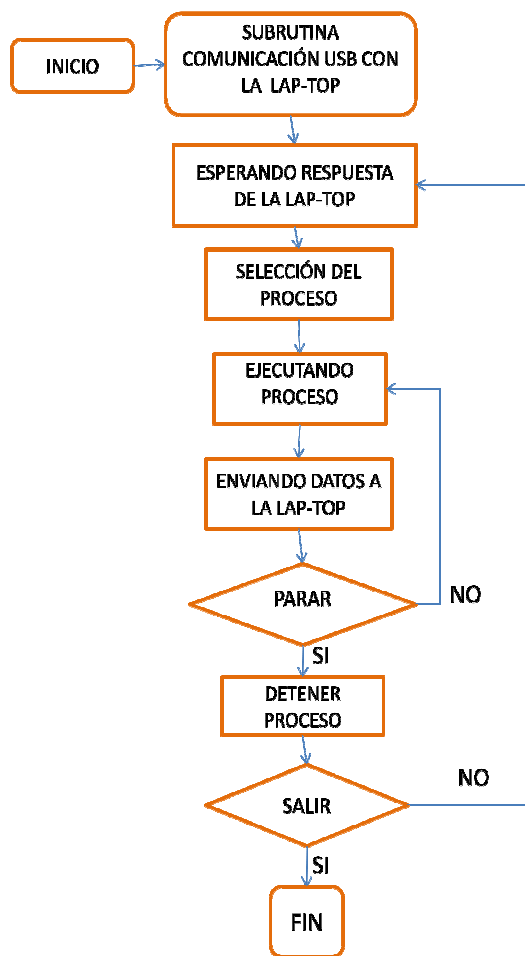 INICIO
SUBRUTINA
COMUNICACIÓN USB CON
LA LAP-TOP
ESPERANDO RESPUESTA
DE LA LAP-TOP
SELECCIÓN DEL
PROCESO
EJECUTANDO
PROCESO
ENVIANDO DATOS A
LA LAP-TOP
PARAR
NO
SI
DETENER
PROCESO
SALIR
NO
SI
FIN